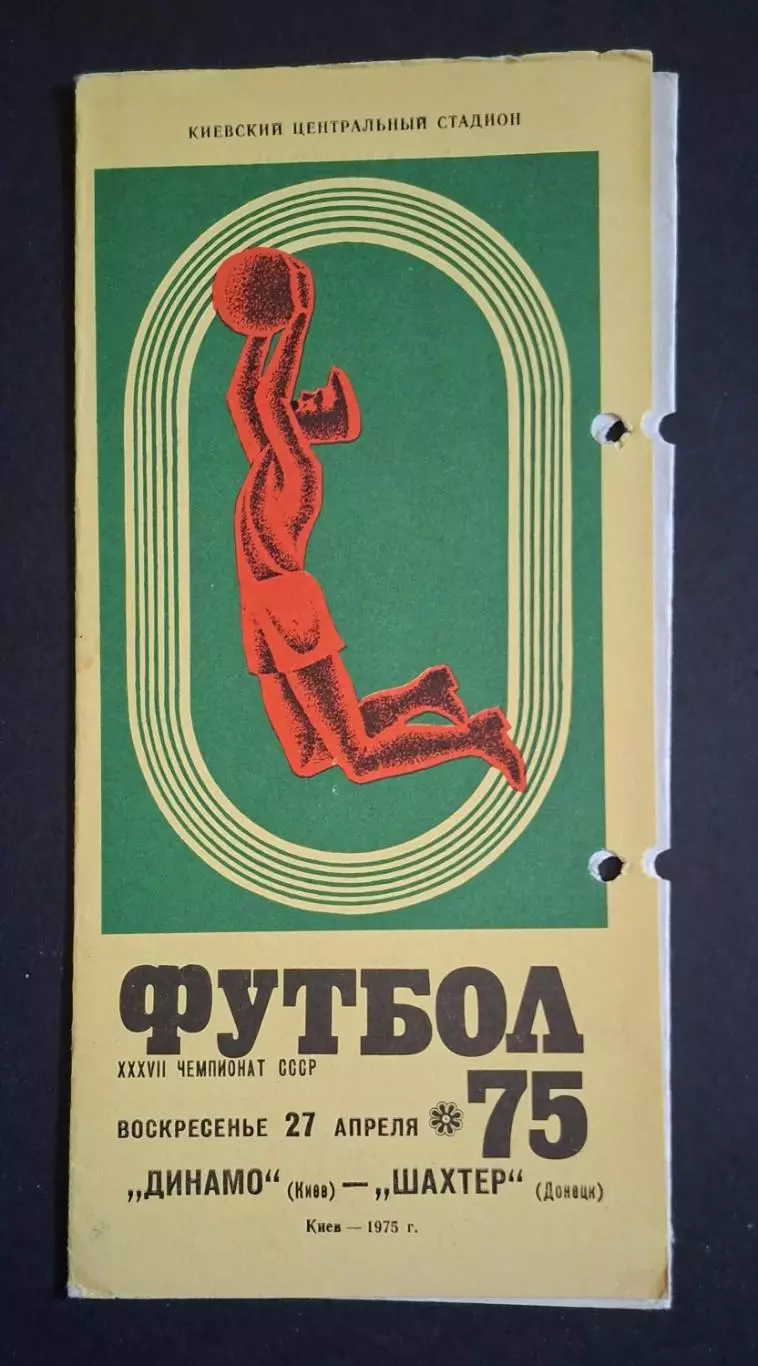 КИЕВСКИЙ ЦЕНТРАЛЬНЫЙ СТАДИОН
ФУТБОЛ
XXXVII ЧЕМПИОНАТ СССР
75
ВОСКРЕСЕНЬЕ 27 АПРЕЛЯ
„ДИНАМО“ (Киев) — „ШАХТЕР“ (Донецк)
Киев — 1975 г.